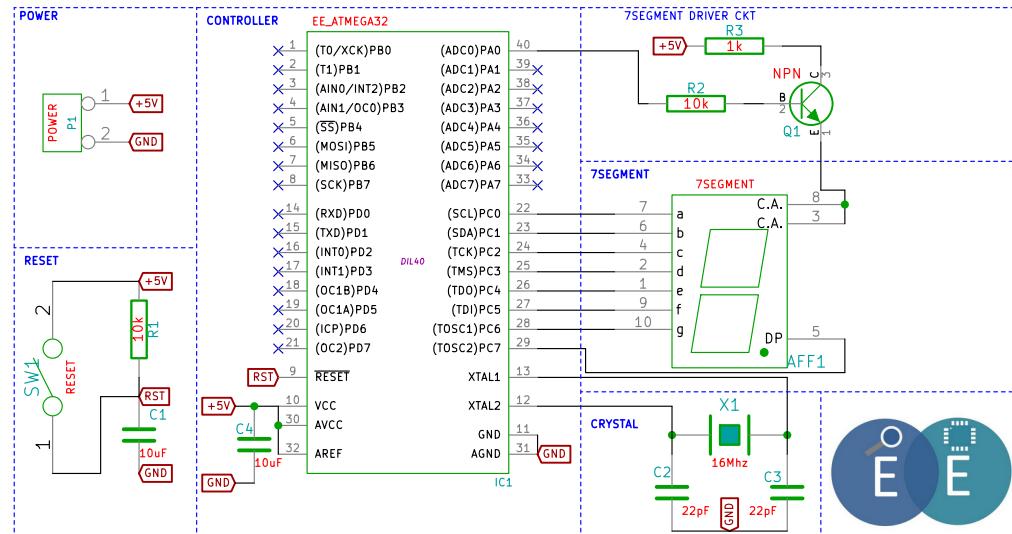 POWER
POWER
P1
1
+5V
2
GND
RESET
2
1
SW1
RESET
+5V
10k
R1
RST
C1
10uF
GND
CONTROLLER
EE_ATMEGA32
1 (T0/XCK)PB0
2 (T1)PB1
3 (AIN0/INT2)PB2
4 (AIN1/OC0)PB3
5 (SS)PB4
6 (MOSI)PB5
7 (MISO)PB6
8 (SCK)PB7
14 (RXD)PD0
15 (TXD)PD1
16 (INT0)PD2
17 (INT1)PD3
18 (OC1B)PD4
19 (OC1A)PD5
20 (ICP)PD6
21 (OC2)PD7
RST 9 RESET
+5V 10 VCC
30 AVCC
32 AREF
C4
10uF
GND
DIL40
(ADC0)PA0 40
(ADC1)PA1 39
(ADC2)PA2 38
(ADC3)PA3 37
(ADC4)PA4 36
(ADC5)PA5 35
(ADC6)PA6 34
(ADC7)PA7 33
(SCL)PC0 22
(SDA)PC1 23
(TCK)PC2 24
(TMS)PC3 25
(TDO)PC4 26
(TDI)PC5 27
(TOSC1)PC6 28
(TOSC2)PC7 29
XTAL1 13
XTAL2 12
GND 11
AGND 31
GND
IC1
7SEGMENT DRIVER CKT
+5V
R3
1k
R2
10k
NPN
C 3
B 2
E 1
Q1
7SEGMENT
7SEGMENT
7 a
6 b
4 c
2 d
1 e
9 f
10 g
C.A. 8
C.A. 3
DP 5
AFF1
CRYSTAL
X1
16Mhz
C2
22pF
GND
C3
22pF
E E